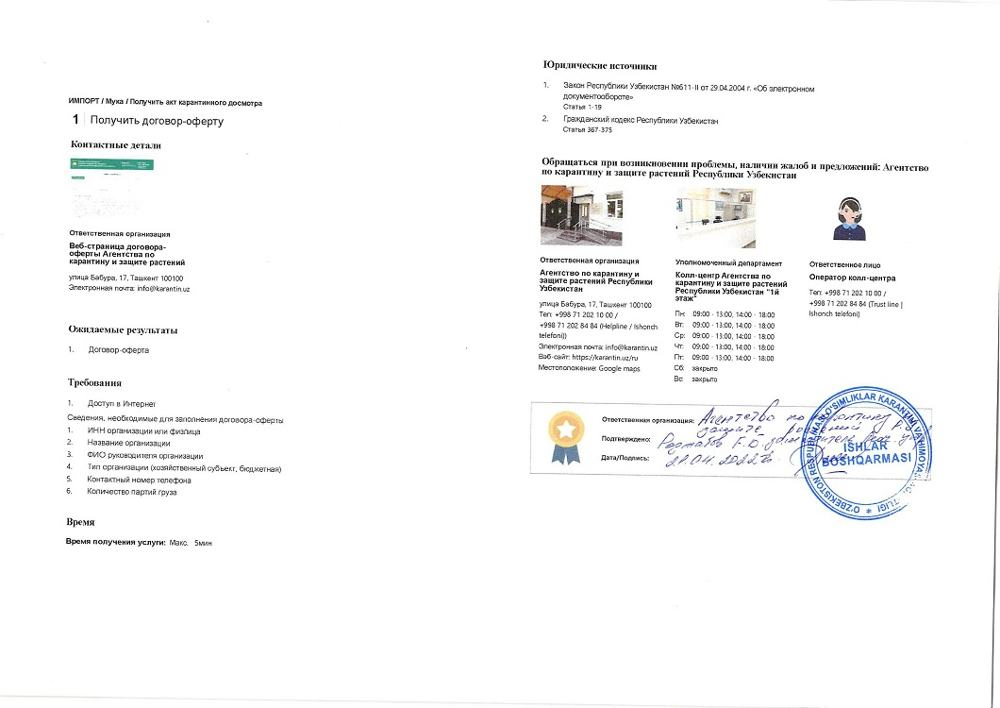 ИМПОРТ / Мука / Получить акт карантинного досмотра
1 Получить договор-оферту
Контактные детали
Ответственная организация
Веб-страница договора-
оферты Агентства по
карантину и защите растений
улица Бабура, 17, Ташкент 100100
Электронная почта: info@karantin.uz
Ожидаемые результаты
1. Договор-оферта
Требования
1. Доступ в Интернет
Сведения, необходимые для заполнения договора-оферты
1. ИНН организации или физлица
2. Название организации
3. ФИО руководителя организации
4. Тип организации (хозяйственный субъект, бюджетная)
5. Контактный номер телефона
6. Количество партий груза
Время
Время получения услуги: Макс. 5мин
Юридические источники
1. Закон Республики Узбекистан №611-II от 29.04.2004 г. «Об электронном
документообороте»
Статья 1-19
2. Гражданский кодекс Республики Узбекистан
Статья 367-375
Обращаться при возникновении проблемы, наличии жалоб и предложений: Агентство
по карантину и защите растений Республики Узбекистан
Ответственная организация
Агентство по карантину и
защите растений Республики
Узбекистан
улица Бабура, 17, Ташкент 100100
Тел: +998 71 202 10 00 /
+998 71 202 84 84 (Helpline / Ishonch
telefoni))
Электронная почта: info@karantin.uz
Ваб-сайт: https://karantin.uz/ru
Местоположение: Google maps
Уполномоченный департамент
Колл-центр Агентства по
карантину и защите растений
Республики Узбекистан "1й
этаж"
Пн: 09:00 - 13:00, 14:00 - 18:00
Вт: 09:00 - 13:00, 14:00 - 18:00
Ср: 09:00 - 13:00, 14:00 - 18:00
Чт: 09:00 - 13:00, 14:00 - 18:00
Пт: 09:00 - 13:00, 14:00 - 18:00
Сб: закрыто
Вс: закрыто
Ответственное лицо
Оператор колл-центра
Тел: +998 71 202 10 00 /
+998 71 202 84 84 (Trust line |
Ishonch telefoni)
Ответственная организация: Агентство по карантину и
защите растений РУз
Подтверждено:
Дата/Подпись: 04.2022
O'ZBEKISTON RESPUBLIKASI O'SIMLIKLAR KARANTINI VA HIMOYASI
ISHLAR
BOSHQARMASI